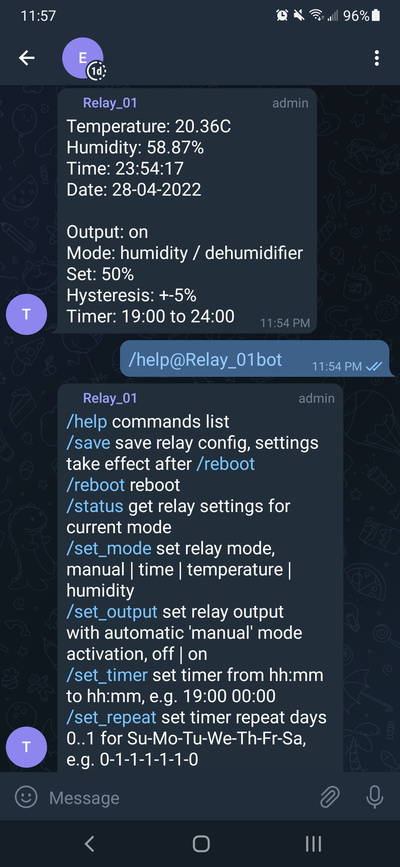 11:57
96%
E
1d
Relay_01 admin
Temperature: 20.36C
Humidity: 58.87%
Time: 23:54:17
Date: 28-04-2022
Output: on
Mode: humidity / dehumidifier
Set: 50%
Hysteresis: +-5%
Timer: 19:00 to 24:00
11:54 PM
T
/help@Relay_01bot
11:54 PM
Relay_01 admin
/help commands list
/save save relay config, settings
take effect after /reboot
/reboot reboot
/status get relay settings for
current mode
/set_mode set relay mode,
manual | time | temperature |
humidity
/set_output set relay output
with automatic 'manual' mode
activation, off | on
/set_timer set timer from hh:mm
to hh:mm, e.g. 19:00 00:00
/set_repeat set timer repeat days
0..1 for Su-Mo-Tu-We-Th-Fr-Sa,
e.g. 0-1-1-1-1-1-0
T
Message